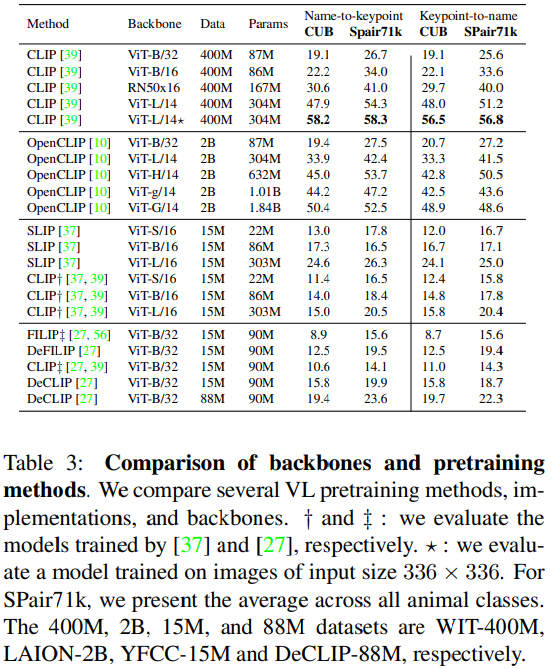 Method Backbone Data Params Name-to-keypoint Keypoint-to-name
CUB Spair71k CUB SPair71k
CLIP [39] ViT-B/32 400M 87M 19.1 26.7 19.1 25.6
CLIP [39] ViT-B/16 400M 86M 22.2 34.0 22.1 33.6
CLIP [39] RN50x16 400M 167M 30.6 41.0 29.7 40.0
CLIP [39] ViT-L/14 400M 304M 47.9 54.3 48.0 51.2
CLIP [39] ViT-L/14⋆ 400M 304M 58.2 58.3 56.5 56.8
OpenCLIP [10] ViT-B/32 2B 87M 19.4 27.5 20.7 27.2
OpenCLIP [10] ViT-L/14 2B 304M 33.9 42.4 33.3 41.5
OpenCLIP [10] ViT-H/14 2B 632M 45.0 53.7 42.8 50.5
OpenCLIP [10] ViT-g/14 2B 1.01B 44.2 47.2 42.5 43.6
OpenCLIP [10] ViT-G/14 2B 1.84B 50.4 52.5 48.9 48.6
SLIP [37] ViT-S/16 15M 22M 13.0 17.8 12.0 16.7
SLIP [37] ViT-B/16 15M 86M 17.3 16.5 16.7 17.1
SLIP [37] ViT-L/16 15M 303M 24.6 26.3 24.1 25.0
CLIP† [37, 39] ViT-S/16 15M 22M 11.4 16.5 12.4 15.8
CLIP† [37, 39] ViT-B/16 15M 86M 14.0 18.4 14.8 17.8
CLIP† [37, 39] ViT-L/16 15M 303M 15.0 20.5 15.8 20.4
FILIP‡ [27, 56] ViT-B/32 15M 90M 8.9 15.6 8.7 15.6
DeFILIP [27] ViT-B/32 15M 90M 12.5 19.5 12.5 19.4
CLIP‡ [27, 39] ViT-B/32 15M 90M 10.6 14.1 11.0 14.3
DeCLIP [27] ViT-B/32 15M 90M 15.8 19.9 15.8 18.7
DeCLIP [27] ViT-B/32 88M 90M 19.4 23.6 19.7 22.3
Table 3: Comparison of backbones and pretraining
methods. We compare several VL pretraining methods, im-
plementations, and backbones. † and ‡ : we evaluate the
models trained by [37] and [27], respectively. ⋆ : we evalu-
ate a model trained on images of input size 336 × 336. For
SPair71k, we present the average across all animal classes.
The 400M, 2B, 15M, and 88M datasets are WIT-400M,
LAION-2B, YFCC-15M and DeCLIP-88M, respectively.